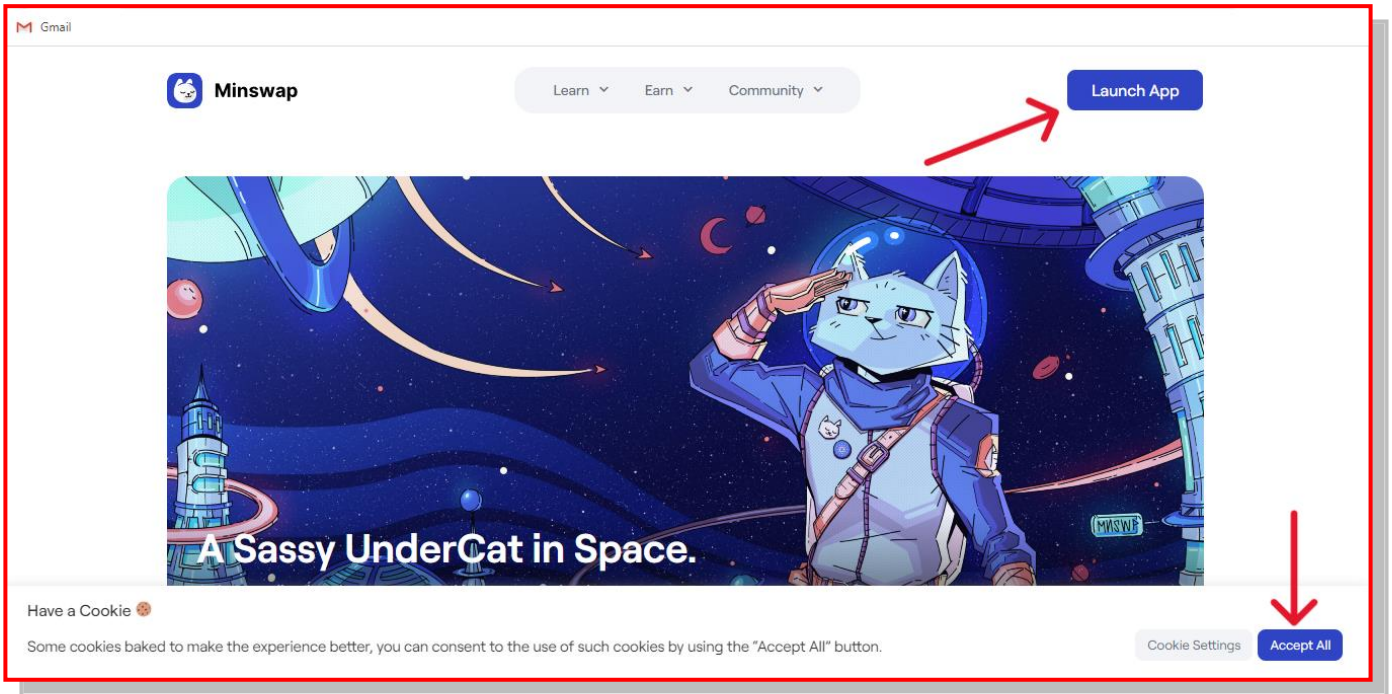 Gmail
Minswap
Learn Earn Community
Launch App
MNSWP
A Sassy UnderCat in Space.
Have a Cookie 🍪
Some cookies baked to make the experience better, you can consent to the use of such cookies by using the “Accept All” button.
Cookie Settings
Accept All